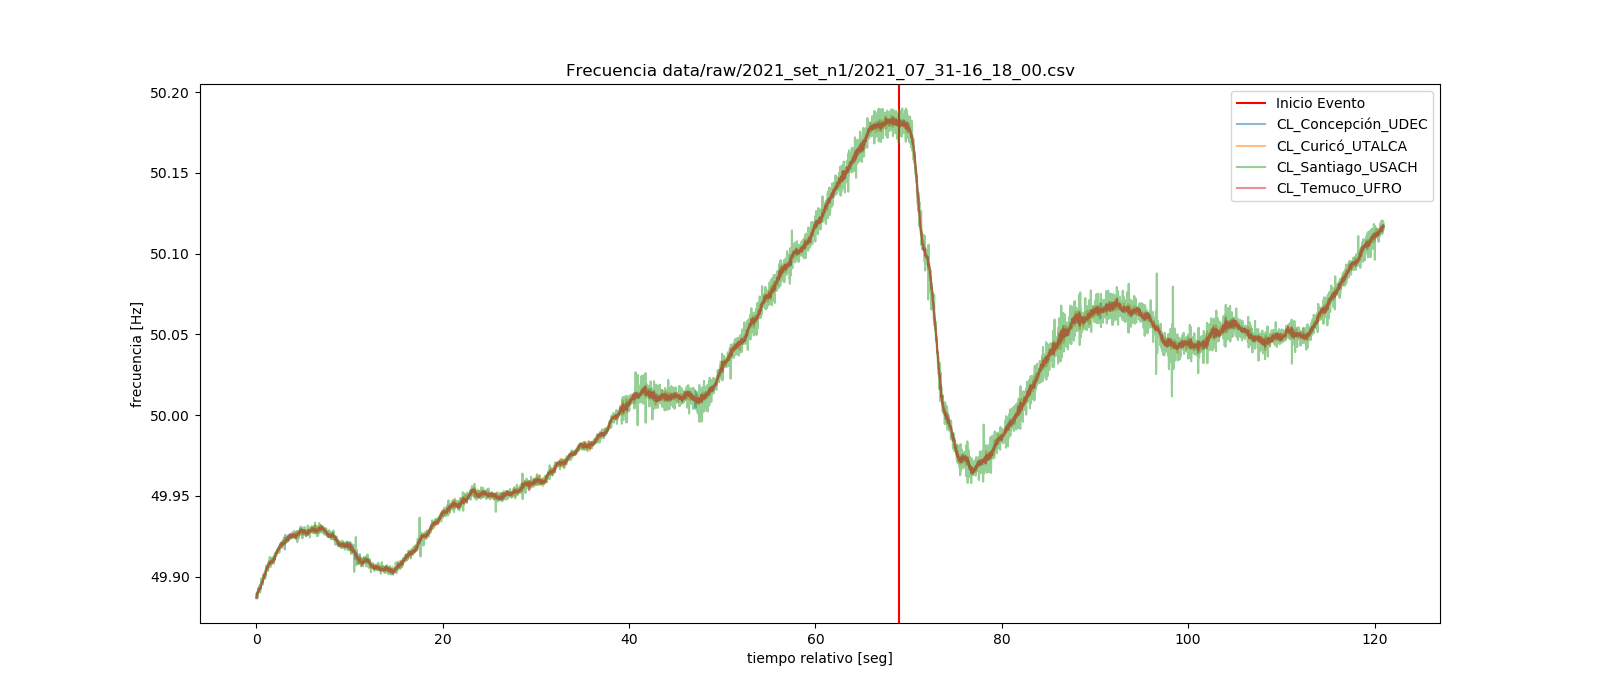 Frecuencia data/raw/2021_set_n1/2021_07_31-16_18_00.csv
50.20
50.15
50.10
50.05
50.00
49.95
49.90
frecuencia [Hz]
Inicio Evento
CL_Concepción_UDEC
CL_Curicó_UTALCA
CL_Santiago_USACH
CL_Temuco_UFRO
0 20 40 60 80 100 120
tiempo relativo [seg]